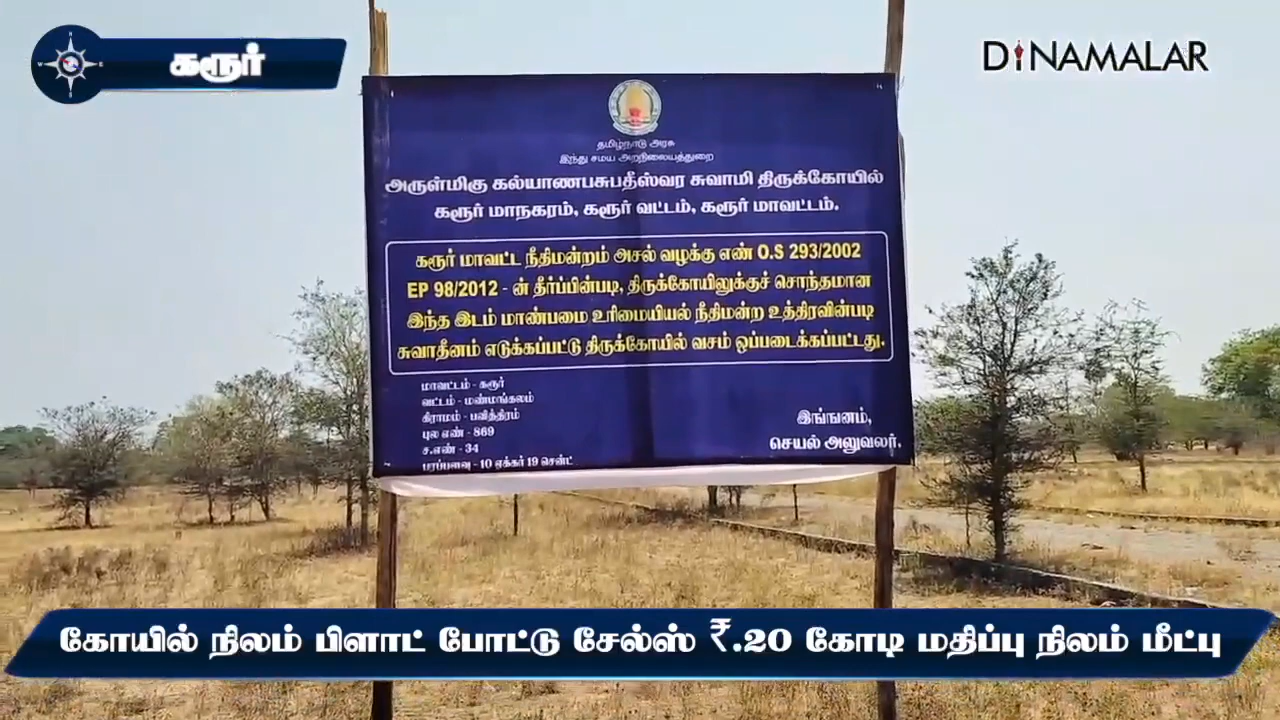 கரூர்
DINAMALAR
தமிழ்நாடு அரசு
இந்து சமய அறநிலையத்துறை
அருள்மிகு கல்யாணபசுபதீஸ்வர சுவாமி திருக்கோயில்
கரூர் மாநகரம், கரூர் வட்டம், கரூர் மாவட்டம்.
கரூர் மாவட்ட நீதிமன்றம் அசல் வழக்கு எண் O.S 293/2002
EP 98/2012 - ன் தீர்ப்பின்படி, திருக்கோயிலுக்குச் சொந்தமான
இந்த இடம் மாண்பமை உரிமையியல் நீதிமன்ற உத்திரவின்படி
சுவாதீனம் எடுக்கப்பட்டு திருக்கோயில் வசம் ஒப்படைக்கப்பட்டது.
மாவட்டம் - கரூர்
வட்டம் - மண்மங்கலம்
கிராமம் - பவித்திரம்
புல எண் - 869
ச.எண் - 34
பரப்பளவு - 10 ஏக்கர் 19 சென்ட்
இங்ஙனம்,
செயல் அலுவலர்.
கோயில் நிலம் பிளாட் போட்டு சேல்ஸ் ₹.20 கோடி மதிப்பு நிலம் மீட்பு